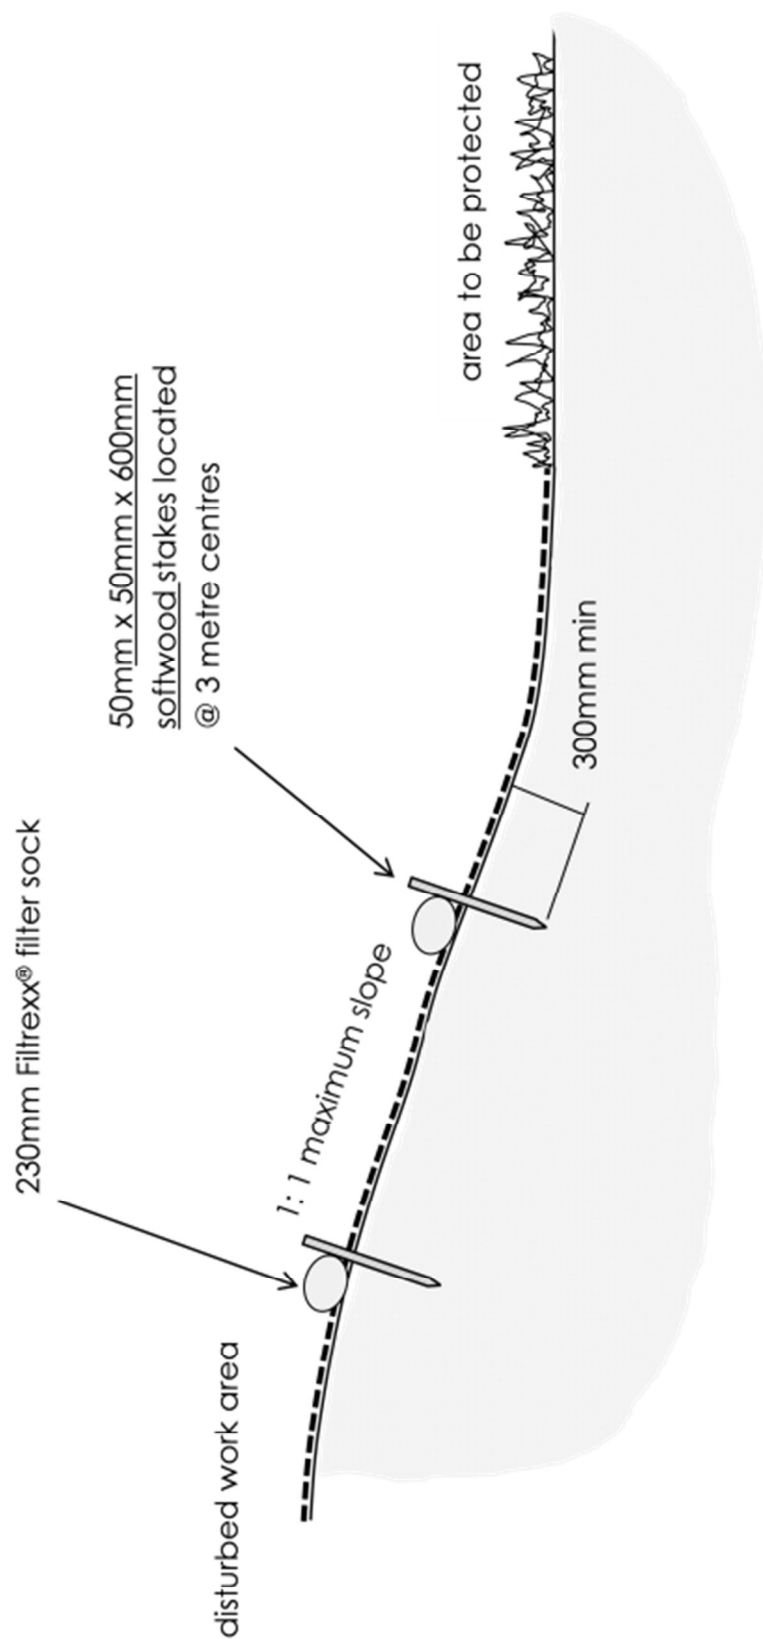 230mm Filtrexx® filter sock
50mm x 50mm x 600mm
softwood stakes located
@ 3 metre centres
disturbed work area
1: 1 maximum slope
area to be protected
300mm min